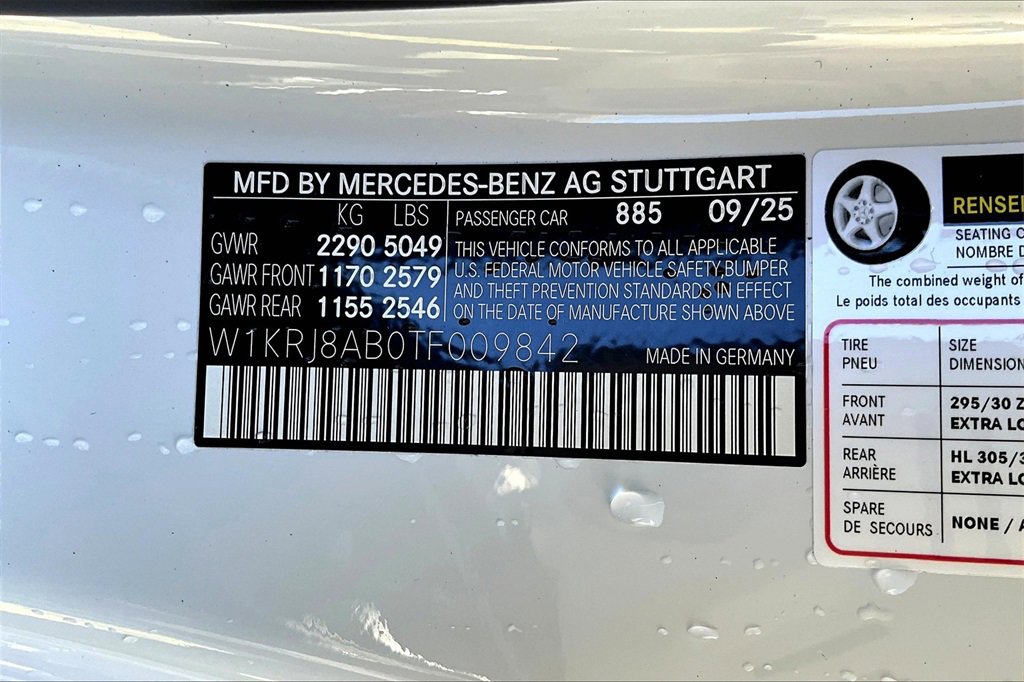 MFD BY MERCEDES-BENZ AG STUTTGART
KG LBS
GVWR 2290 5049
GAWR FRONT 1170 2579
GAWR REAR 1155 2546
PASSENGER CAR 885 09/25
THIS VEHICLE CONFORMS TO ALL APPLICABLE
U.S. FEDERAL MOTOR VEHICLE SAFETY, BUMPER
AND THEFT PREVENTION STANDARDS IN EFFECT
ON THE DATE OF MANUFACTURE SHOWN ABOVE
W1KRJ8AB0TF009842
MADE IN GERMANY
RENSEI
SEATING C
NOMBRE D
The combined weight of
Le poids total des occupants
TIRE SIZE
PNEU DIMENSION
FRONT 295/30 Z
AVANT EXTRA LO
REAR HL 305/3
ARRIÈRE EXTRA LO
SPARE NONE / A
DE SECOURS